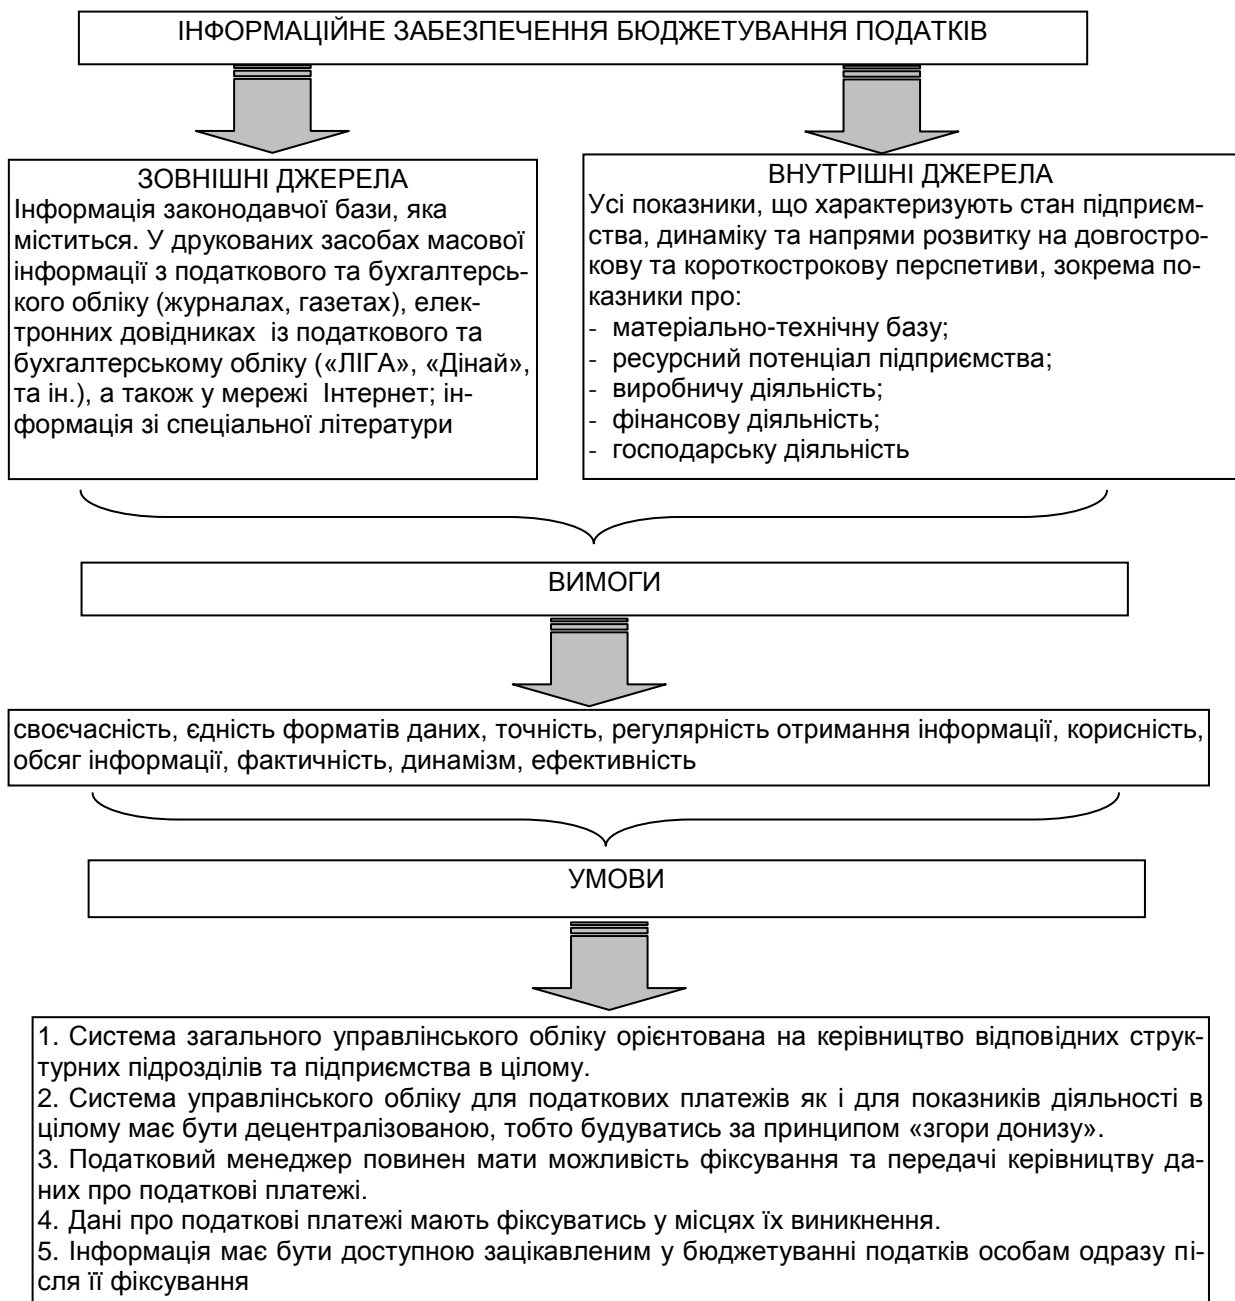 ІНФОРМАЦІЙНЕ ЗАБЕЗПЕЧЕННЯ БЮДЖЕТУВАННЯ ПОДАТКІВ
ЗОВНІШНІ ДЖЕРЕЛА
Інформація законодавчої бази, яка
міститься. У друкованих засобах масової
інформації з податкового та бухгалтерсь-
кого обліку (журналах, газетах), елек-
тронних довідниках із податкового та
бухгалтерському обліку («ЛІГА», «Дінай»,
та ін.), а також у мережі Інтернет; ін-
формація зі спеціальної літератури
ВНУТРІШНІ ДЖЕРЕЛА
Усі показники, що характеризують стан підприєм-
ства, динаміку та напрями розвитку на довгостро-
кову та короткострокову перспетиви, зокрема по-
казники про:
- матеріально-технічну базу;
- ресурсний потенціал підприємства;
- виробничу діяльність;
- фінансову діяльність;
- господарську діяльність
ВИМОГИ
своєчасність, єдність форматів даних, точність, регулярність отримання інформації, корисність,
обсяг інформації, фактичність, динамізм, ефективність
УМОВИ
1. Система загального управлінського обліку орієнтована на керівництво відповідних струк-
турних підрозділів та підприємства в цілому.
2. Система управлінського обліку для податкових платежів як і для показників діяльності в
цілому має бути децентралізованою, тобто будуватись за принципом «згори донизу».
3. Податковий менеджер повинен мати можливість фіксування та передачі керівництву да-
них про податкові платежі.
4. Дані про податкові платежі мають фіксуватись у місцях їх виникнення.
5. Інформація має бути доступною зацікавленим у бюджетуванні податків особам одразу пі-
сля її фіксування